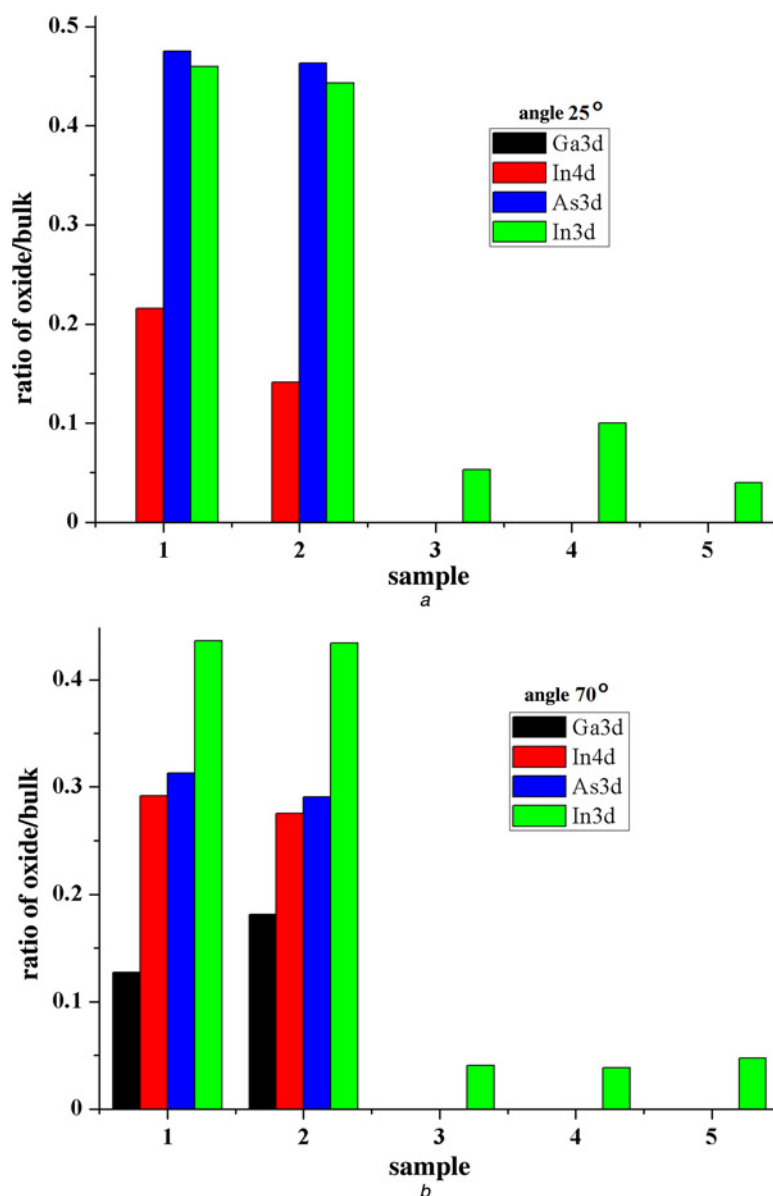 0.5
0.4
0.3
0.2
0.1
0
ratio of oxide/bulk
angle 25°
Ga3d
In4d
As3d
In3d
1 2 3 4 5
sample
a
0.4
0.3
0.2
0.1
0
ratio of oxide/bulk
angle 70°
Ga3d
In4d
As3d
In3d
1 2 3 4 5
sample
b